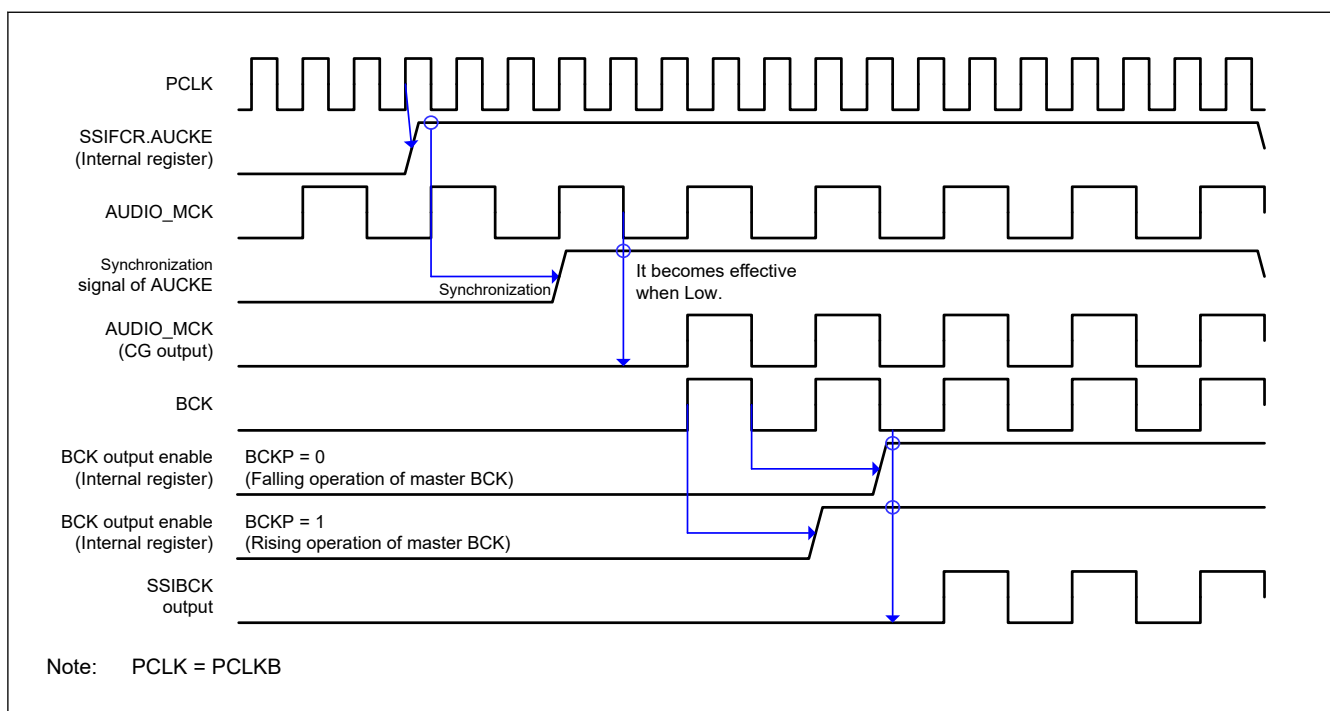 PCLK
SSIFCR.AUCKE
(Internal register)
AUDIO_MCK
Synchronization
signal of AUCKE
Synchronization
It becomes effective
when Low.
AUDIO_MCK
(CG output)
BCK
BCK output enable
(Internal register)
BCKP = 0
(Falling operation of master BCK)
BCK output enable
(Internal register)
BCKP = 1
(Rising operation of master BCK)
SSIBCK
output
Note: PCLK = PCLKB